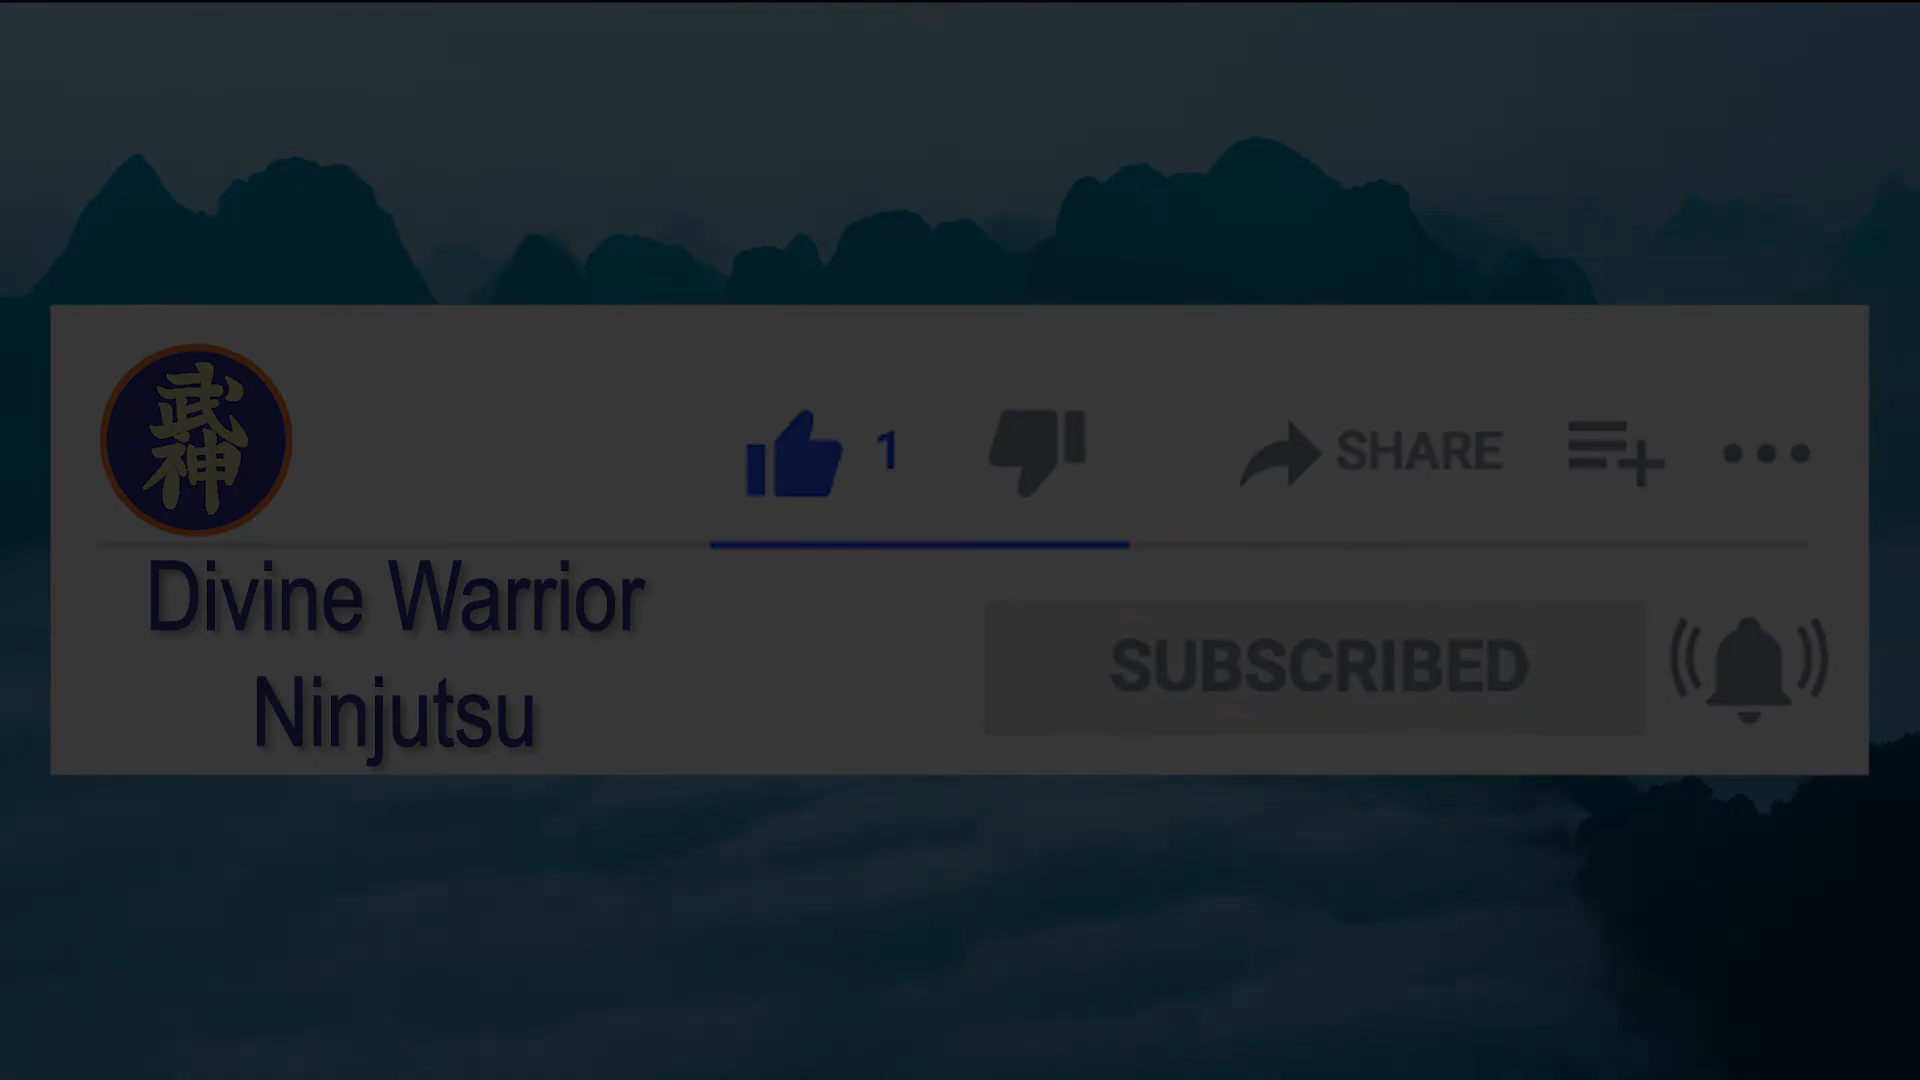 武神
1
SHARE
Divine Warrior
Ninjutsu
SUBSCRIBED